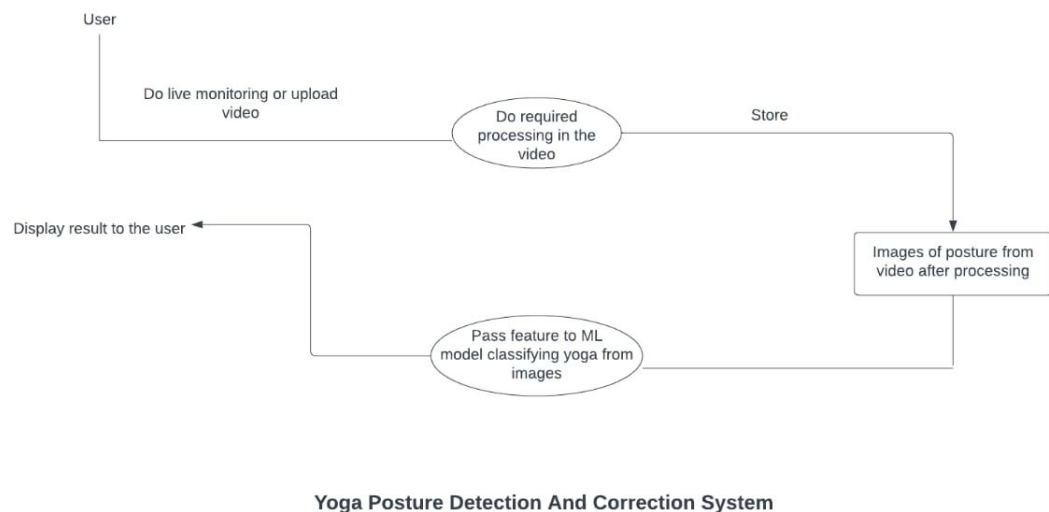 User
Do live monitoring or upload
video
Do required
processing in the
video
Store
Images of posture from
video after processing
Display result to the user
Pass feature to ML
model classifying yoga from
images
Yoga Posture Detection And Correction System